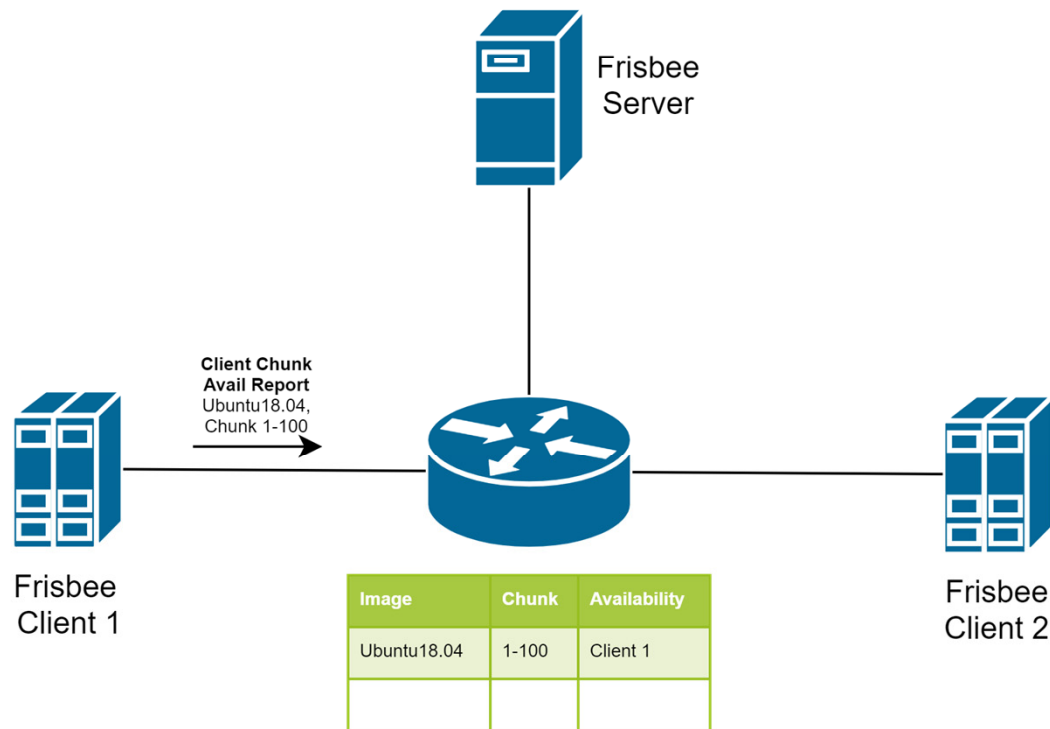 Frisbee
Server
Client Chunk
Avail Report
Ubuntu18.04,
Chunk 1-100
Frisbee
Client 1
Frisbee
Client 2
Image Chunk Availability
Ubuntu18.04 1-100 Client 1